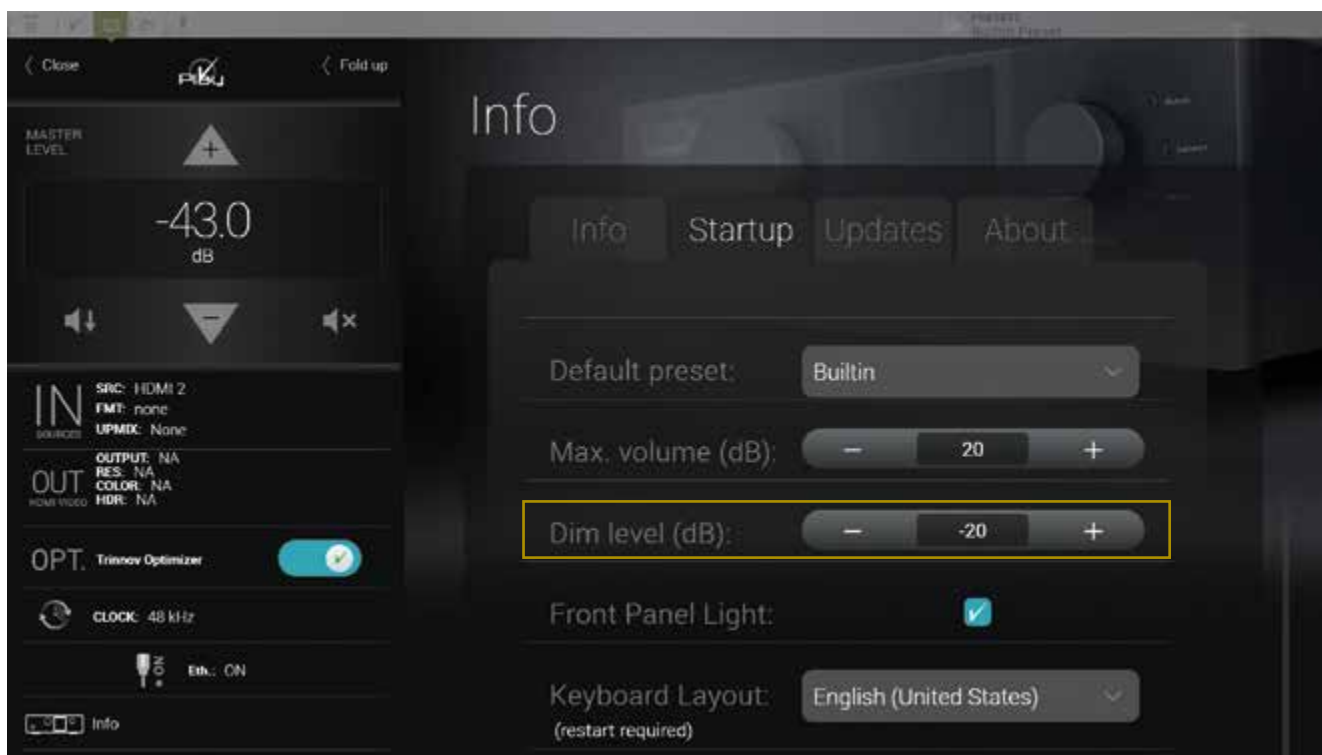 Presets
Builtin Preset
Close
Fold up
MASTER
LEVEL
-43.0
dB
IN
SOURCES
SRC: HDMI 2
FMT: none
UPMIX: None
OUT
HDMI VIDEO
OUTPUT: NA
RES: NA
COLOR: NA
HDR: NA
OPT. Trinnov Optimizer
CLOCK: 48 kHz
ON Eth.: ON
Info
Info
Info Startup Updates About
Default preset: Builtin
Max. volume (dB): − 20 +
Dim level (dB): − -20 +
Front Panel Light:
Keyboard Layout: English (United States)
(restart required)